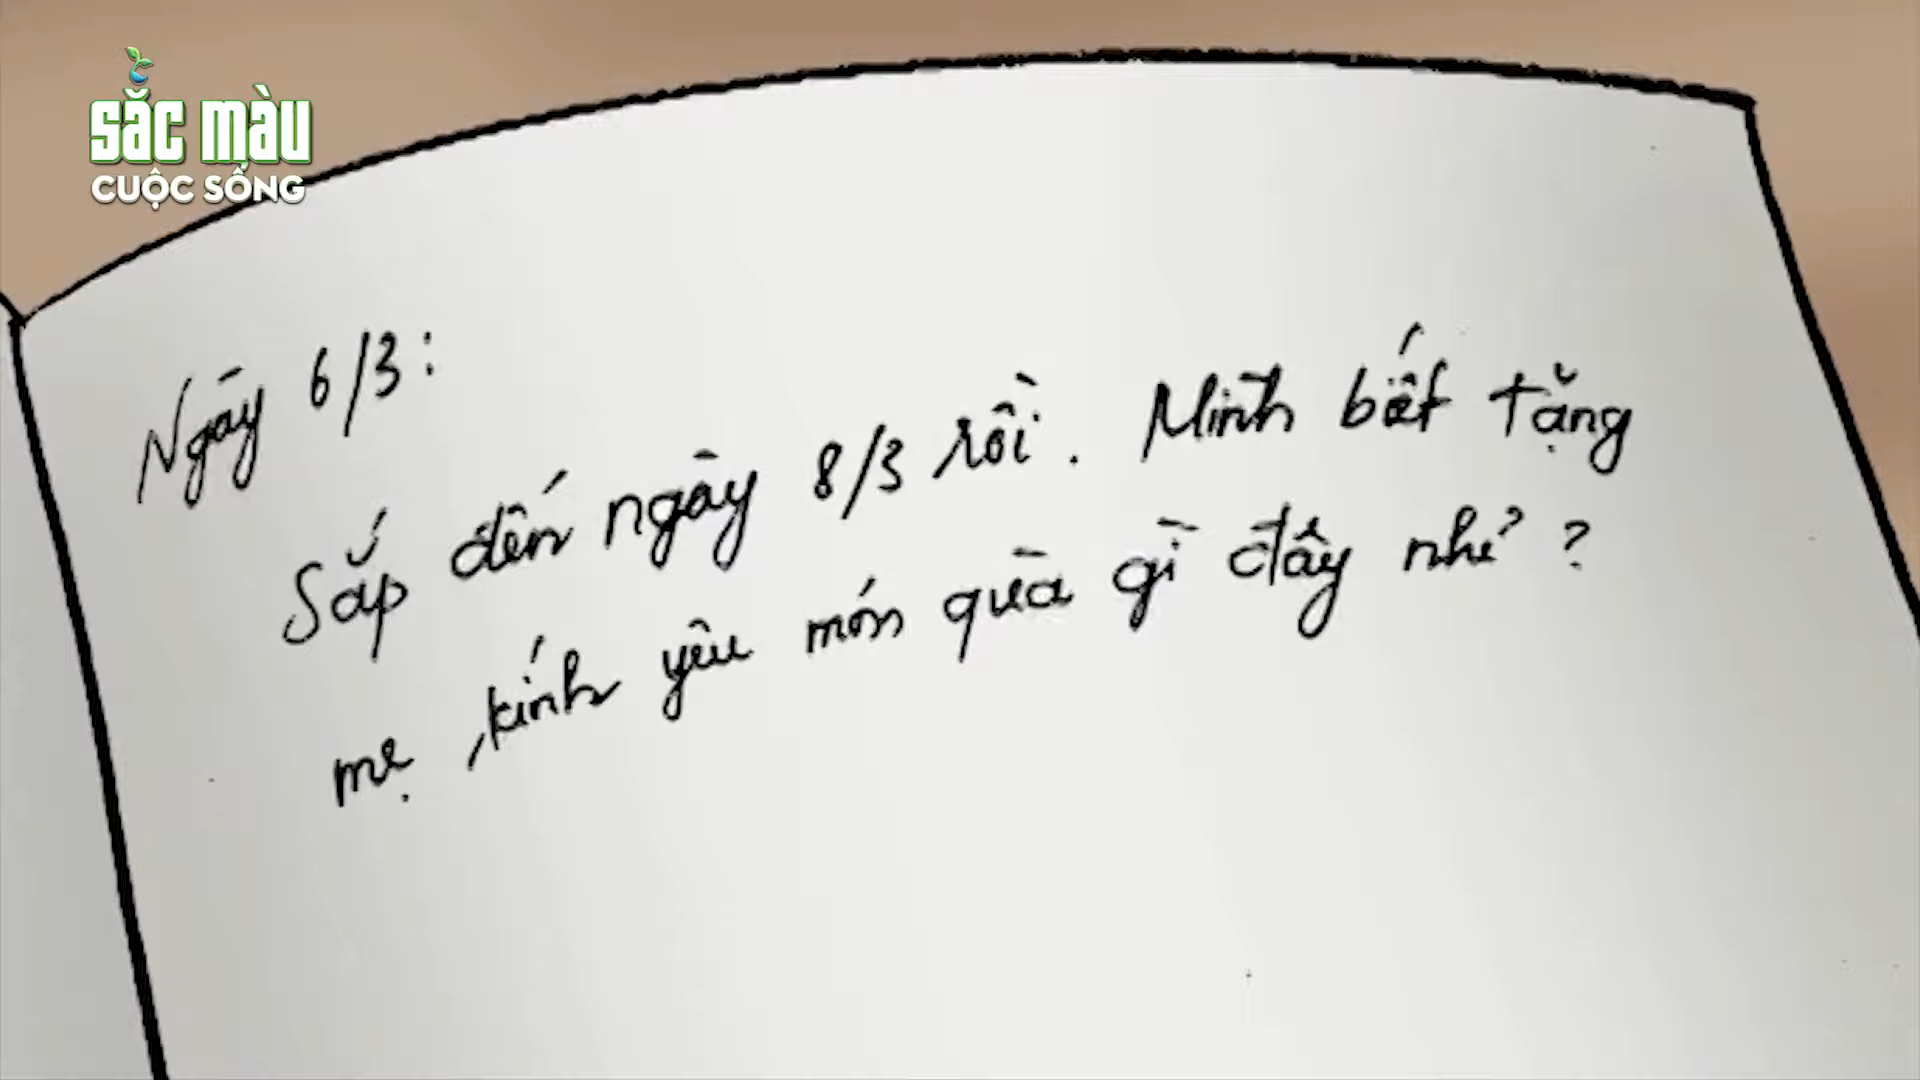 SẮC MÀU
CUỘC SỐNG
Ngày 6/3:
Sắp đến ngày 8/3 rồi. Mình biết tặng
mẹ kính yêu món quà gì đây nhỉ?